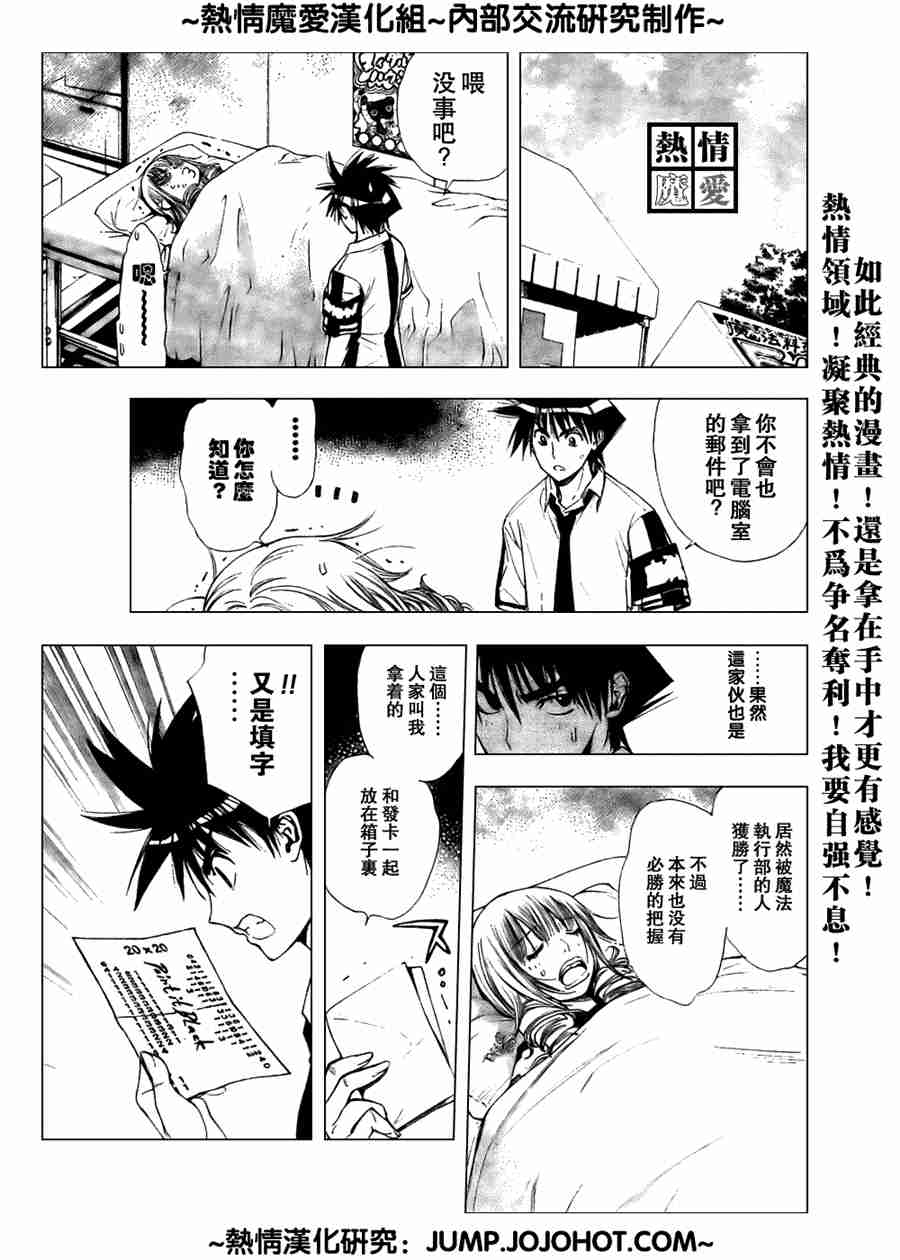 ~熱情魔愛漢化組~內部交流研究制作~
熱情
魔愛
喂
没事吧？
如此經典的漫畫！還是拿在手中才更有感覺！
熱情領域！凝聚熱情！不爲争名奪利！我要自强不息！
你不會也
拿到了電腦室
的郵件吧？
……
你怎麼
知道？
……果然
這家伙也是
居然被魔法
執行部的人
獲勝了……
不過
本來也没有
必勝的把握
這個……
人家叫我
拿着的
和發卡一起
放在箱子裏
!!
又是填字
……
20×20
Paint it Black
~熱情漢化研究：JUMP.JOJOHOT.COM~